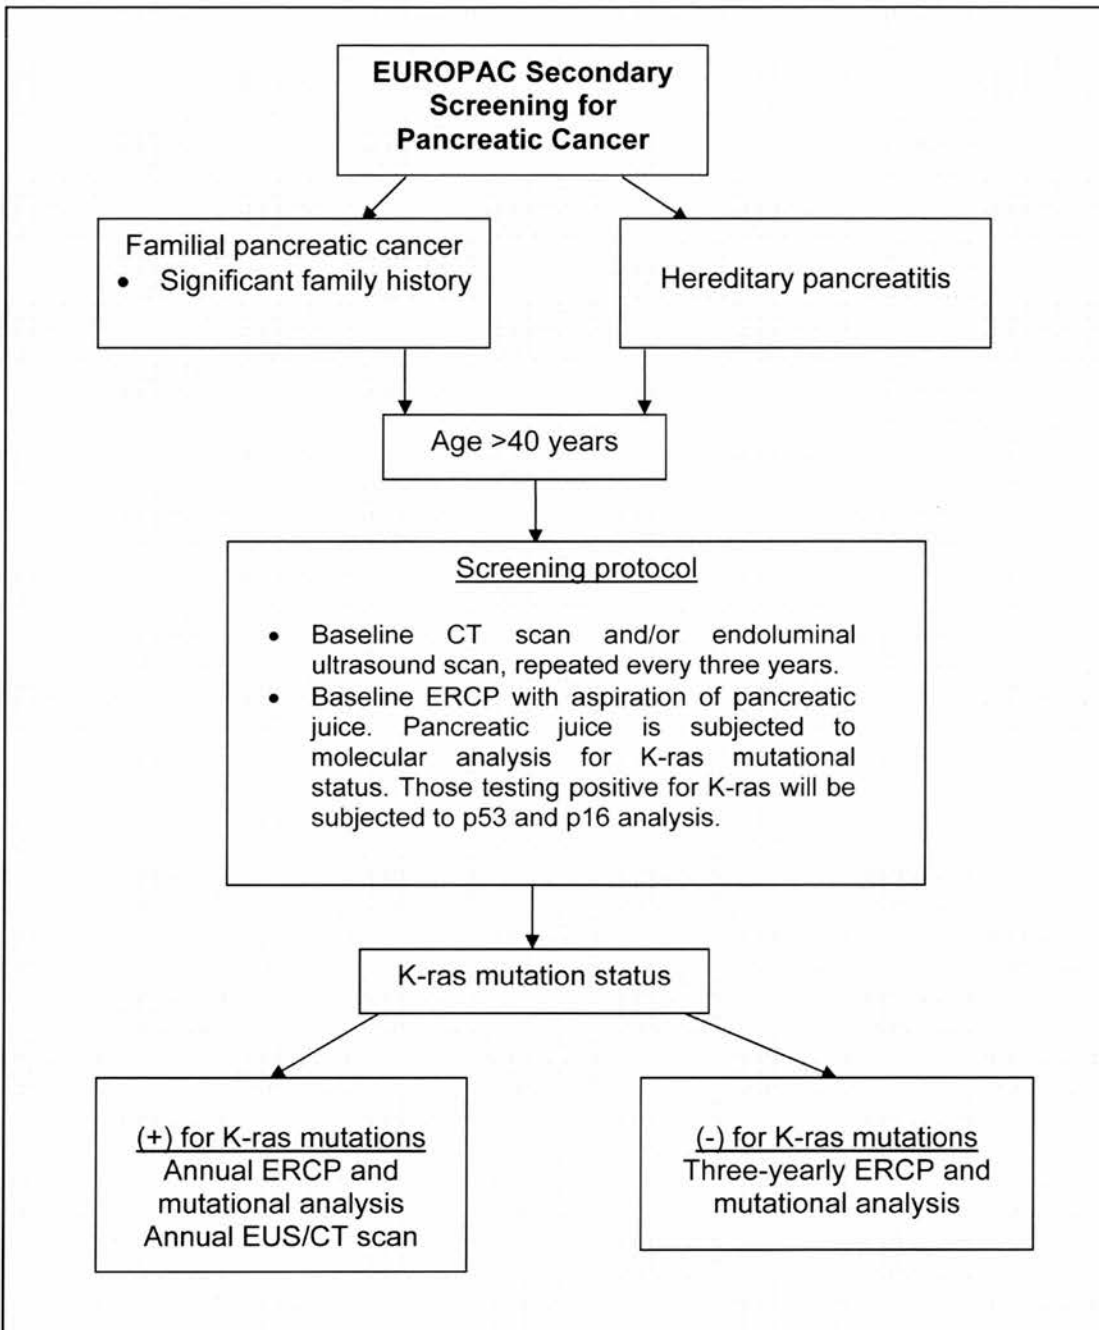 EUROPAC Secondary
Screening for
Pancreatic Cancer
Familial pancreatic cancer
• Significant family history
Hereditary pancreatitis
Age >40 years
Screening protocol
• Baseline CT scan and/or endoluminal
ultrasound scan, repeated every three years.
• Baseline ERCP with aspiration of pancreatic
juice. Pancreatic juice is subjected to
molecular analysis for K-ras mutational
status. Those testing positive for K-ras will be
subjected to p53 and p16 analysis.
K-ras mutation status
(+) for K-ras mutations
Annual ERCP and
mutational analysis
Annual EUS/CT scan
(-) for K-ras mutations
Three-yearly ERCP and
mutational analysis